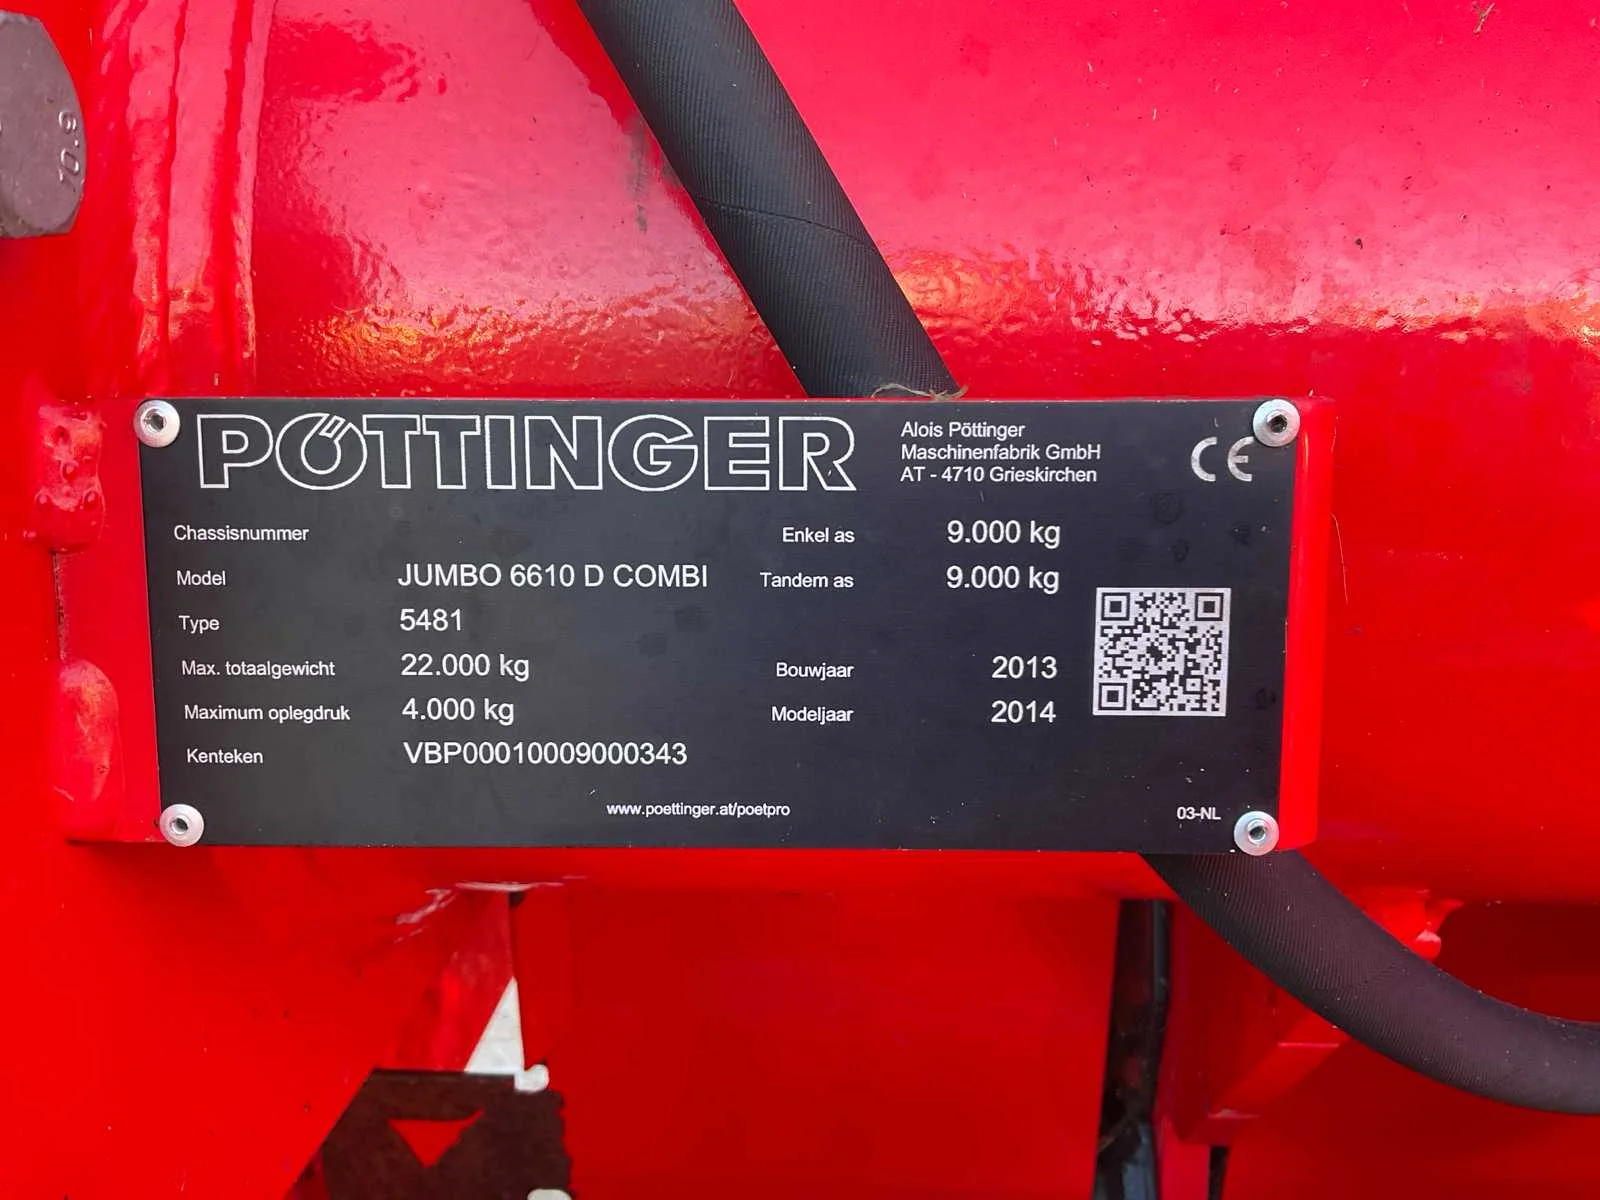 10.9
PÖTTINGER
Alois Pöttinger
Maschinenfabrik GmbH
AT - 4710 Grieskirchen
CE
Chassisnummer
Enkel as 9.000 kg
Model JUMBO 6610 D COMBI
Tandem as 9.000 kg
Type 5481
Max. totaalgewicht 22.000 kg
Bouwjaar 2013
Maximum oplegdruk 4.000 kg
Modeljaar 2014
Kenteken VBP00010009000343
www.poettinger.at/poetpro
03-NL